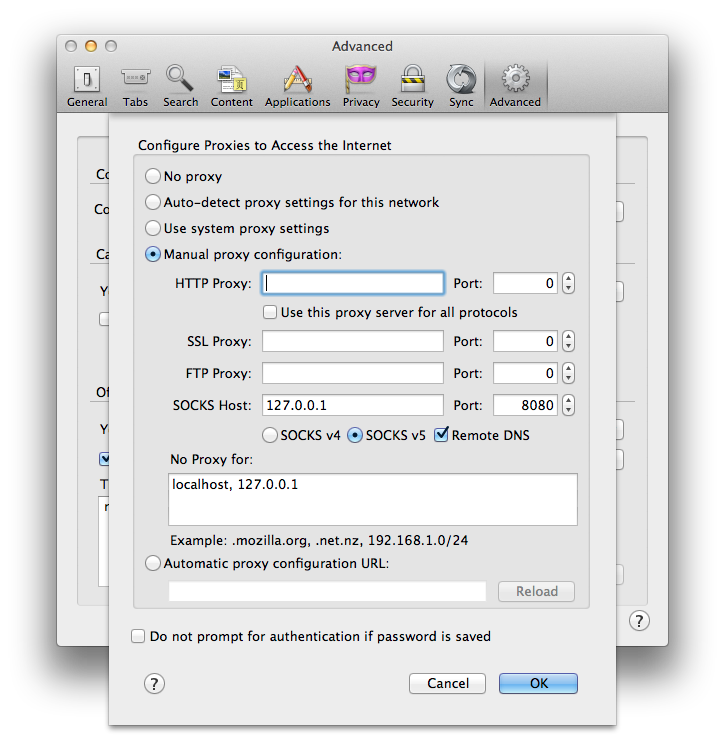 Advanced
General Tabs Search Content Applications Privacy Security Sync Advanced
Configure Proxies to Access the Internet
No proxy
Auto-detect proxy settings for this network
Use system proxy settings
Manual proxy configuration:
HTTP Proxy: Port: 0
Use this proxy server for all protocols
SSL Proxy: Port: 0
FTP Proxy: Port: 0
SOCKS Host: 127.0.0.1 Port: 8080
SOCKS v4 SOCKS v5 Remote DNS
No Proxy for:
localhost, 127.0.0.1
Example: .mozilla.org, .net.nz, 192.168.1.0/24
Automatic proxy configuration URL:
Reload
Do not prompt for authentication if password is saved
?
? Cancel OK